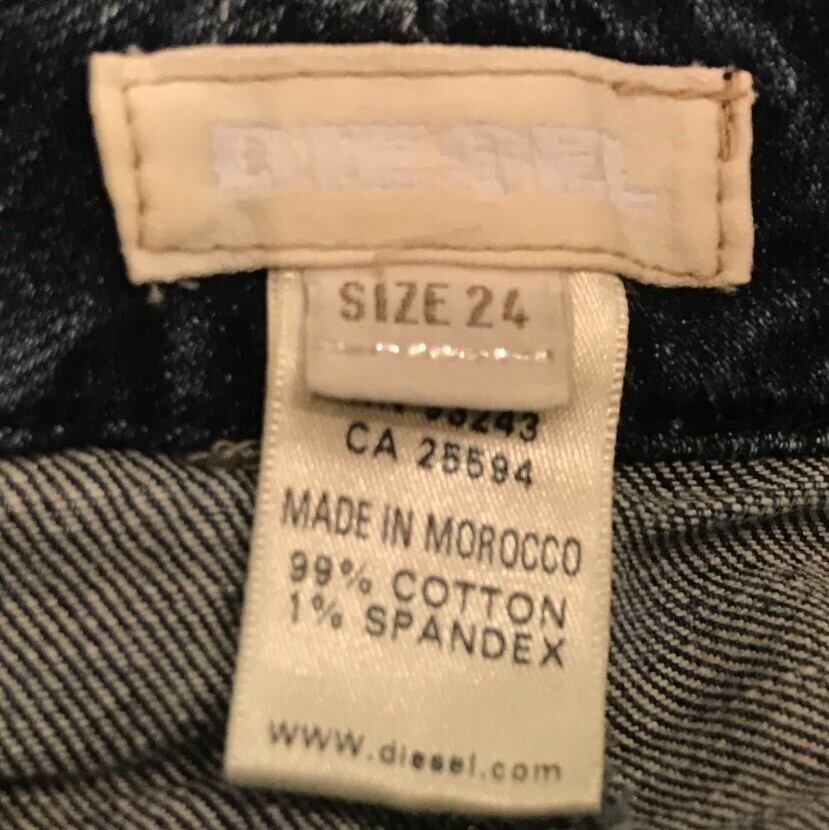 DIESEL
SIZE 24
CA 25594
MADE IN MOROCCO
99% COTTON
1% SPANDEX
www.diesel.com